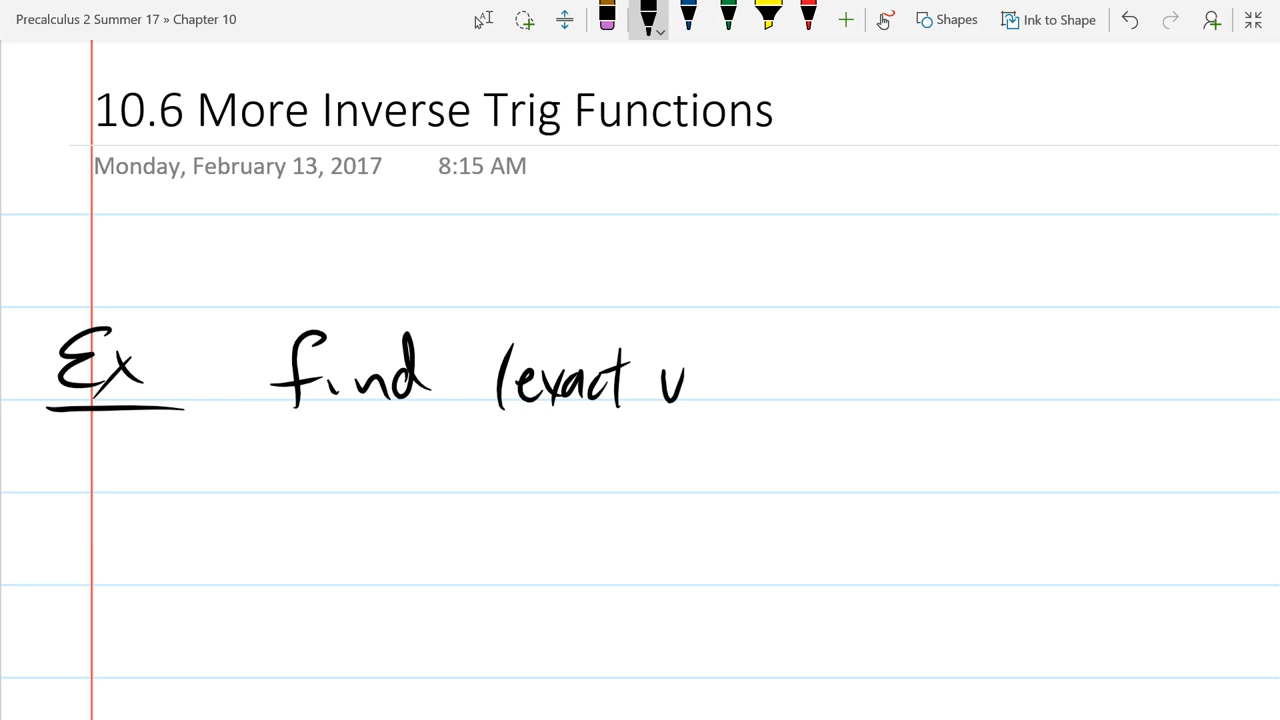 Precalculus 2 Summer 17 » Chapter 10
Shapes
Ink to Shape
10.6 More Inverse Trig Functions
Monday, February 13, 2017 8:15 AM
Ex find (exact v